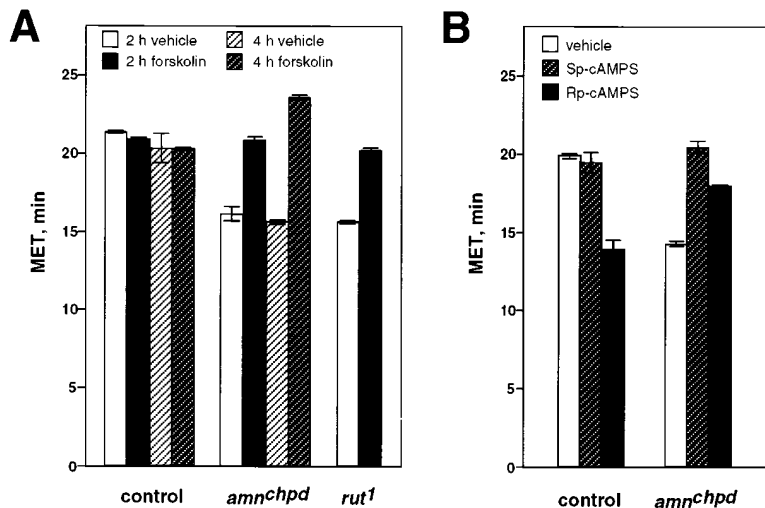 A
2 h vehicle
4 h vehicle
2 h forskolin
4 h forskolin
25
20
15
10
5
0
MET, min
control
amnchpd
rut1
B
vehicle
Sp-cAMPS
Rp-cAMPS
25
20
15
10
5
0
MET, min
control
amnchpd